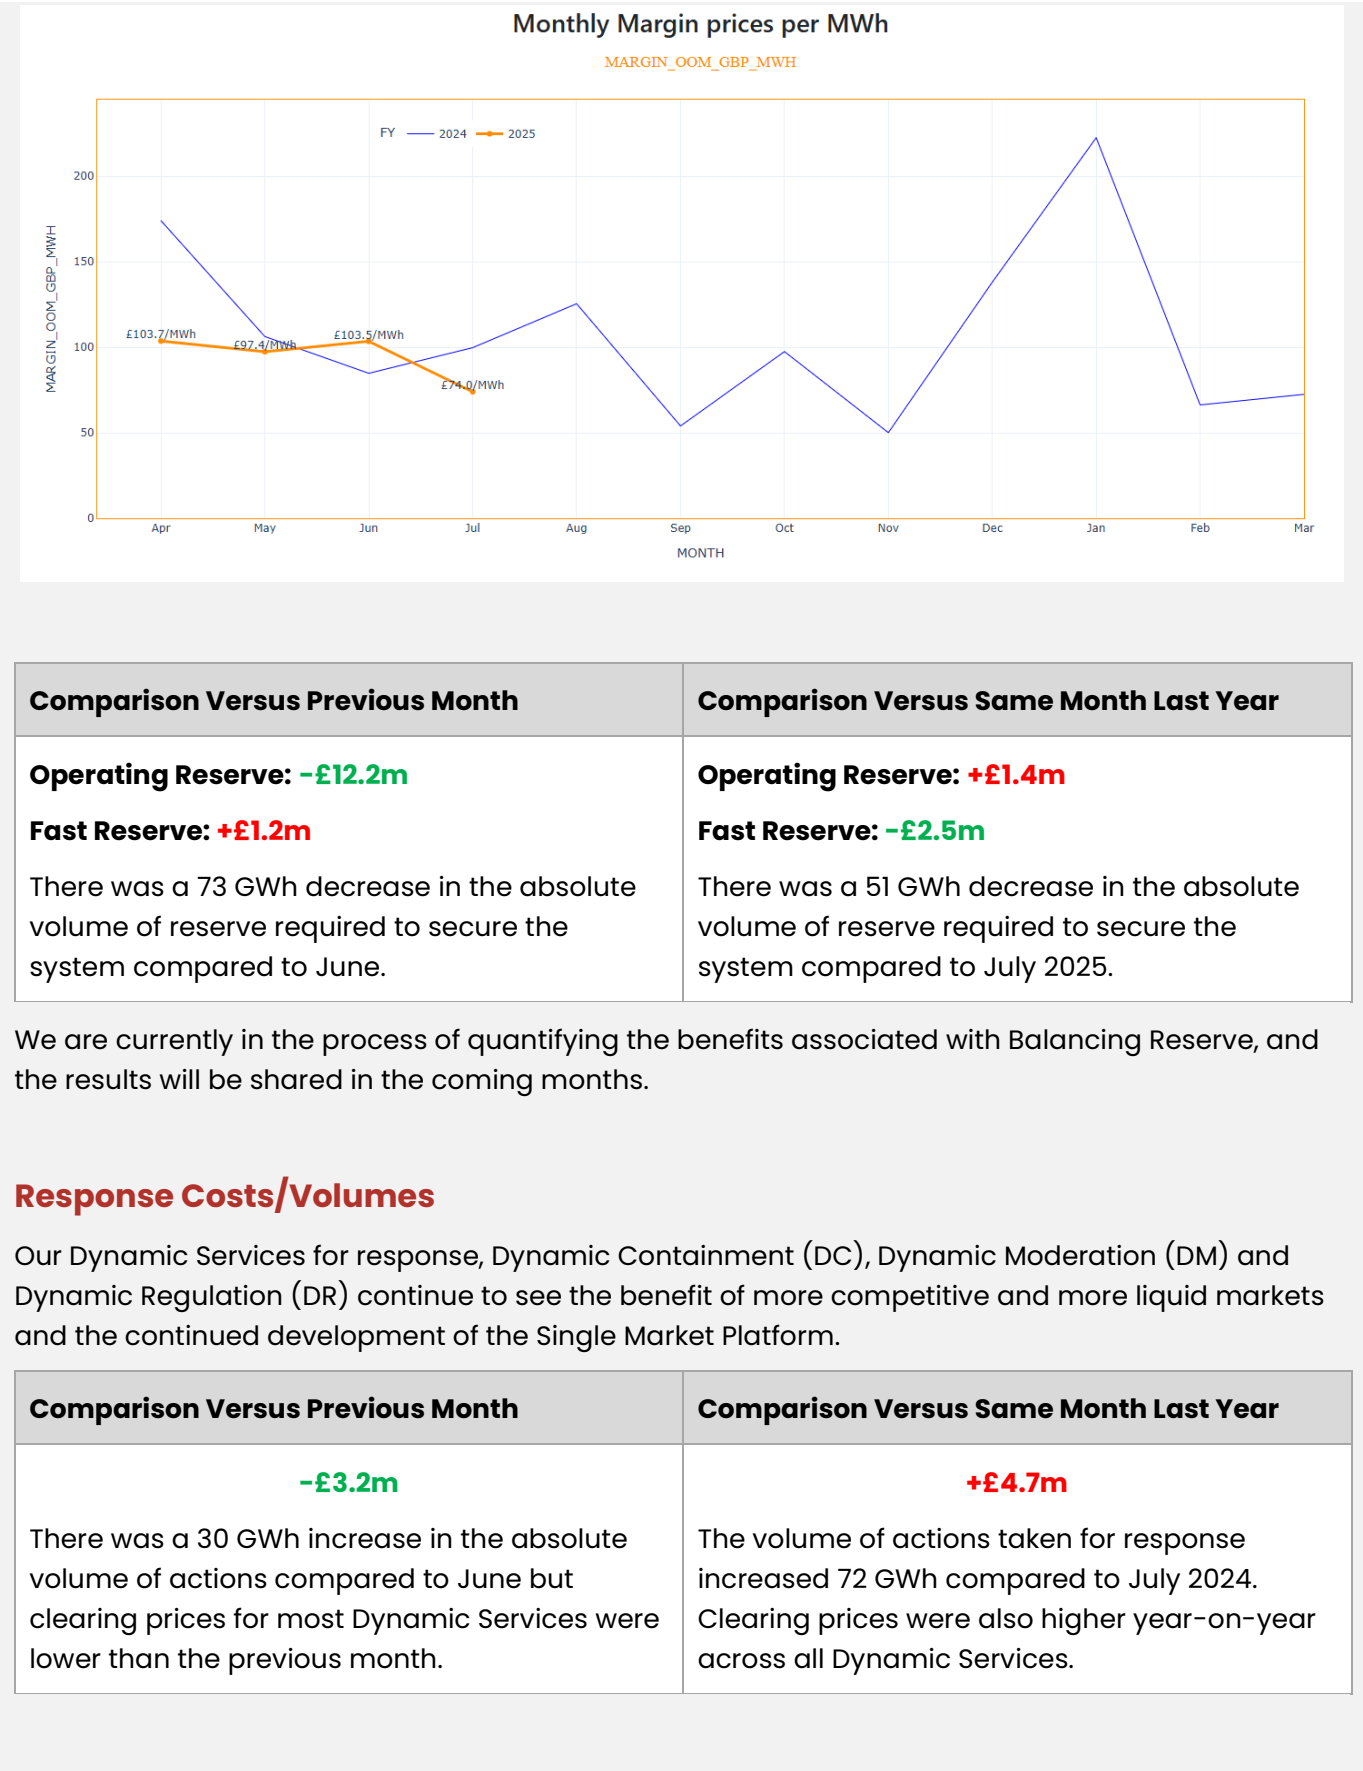 Monthly Margin prices per MWh
MARGIN_OOM_GBP_MWH
FY 2024 2025
MARGIN_OOM_GBP_MWH
200
150
100
50
0
£103.7/MWh
£97.4/MWh
£103.5/MWh
£74.0/MWh
Apr May Jun Jul Aug Sep Oct Nov Dec Jan Feb Mar
MONTH
Comparison Versus Previous Month
Operating Reserve: -£12.2m
Fast Reserve: +£1.2m
There was a 73 GWh decrease in the absolute
volume of reserve required to secure the
system compared to June.
Comparison Versus Same Month Last Year
Operating Reserve: +£1.4m
Fast Reserve: -£2.5m
There was a 51 GWh decrease in the absolute
volume of reserve required to secure the
system compared to July 2025.
We are currently in the process of quantifying the benefits associated with Balancing Reserve, and
the results will be shared in the coming months.
Response Costs/Volumes
Our Dynamic Services for response, Dynamic Containment (DC), Dynamic Moderation (DM) and
Dynamic Regulation (DR) continue to see the benefit of more competitive and more liquid markets
and the continued development of the Single Market Platform.
Comparison Versus Previous Month
-£3.2m
There was a 30 GWh increase in the absolute
volume of actions compared to June but
clearing prices for most Dynamic Services were
lower than the previous month.
Comparison Versus Same Month Last Year
+£4.7m
The volume of actions taken for response
increased 72 GWh compared to July 2024.
Clearing prices were also higher year-on-year
across all Dynamic Services.